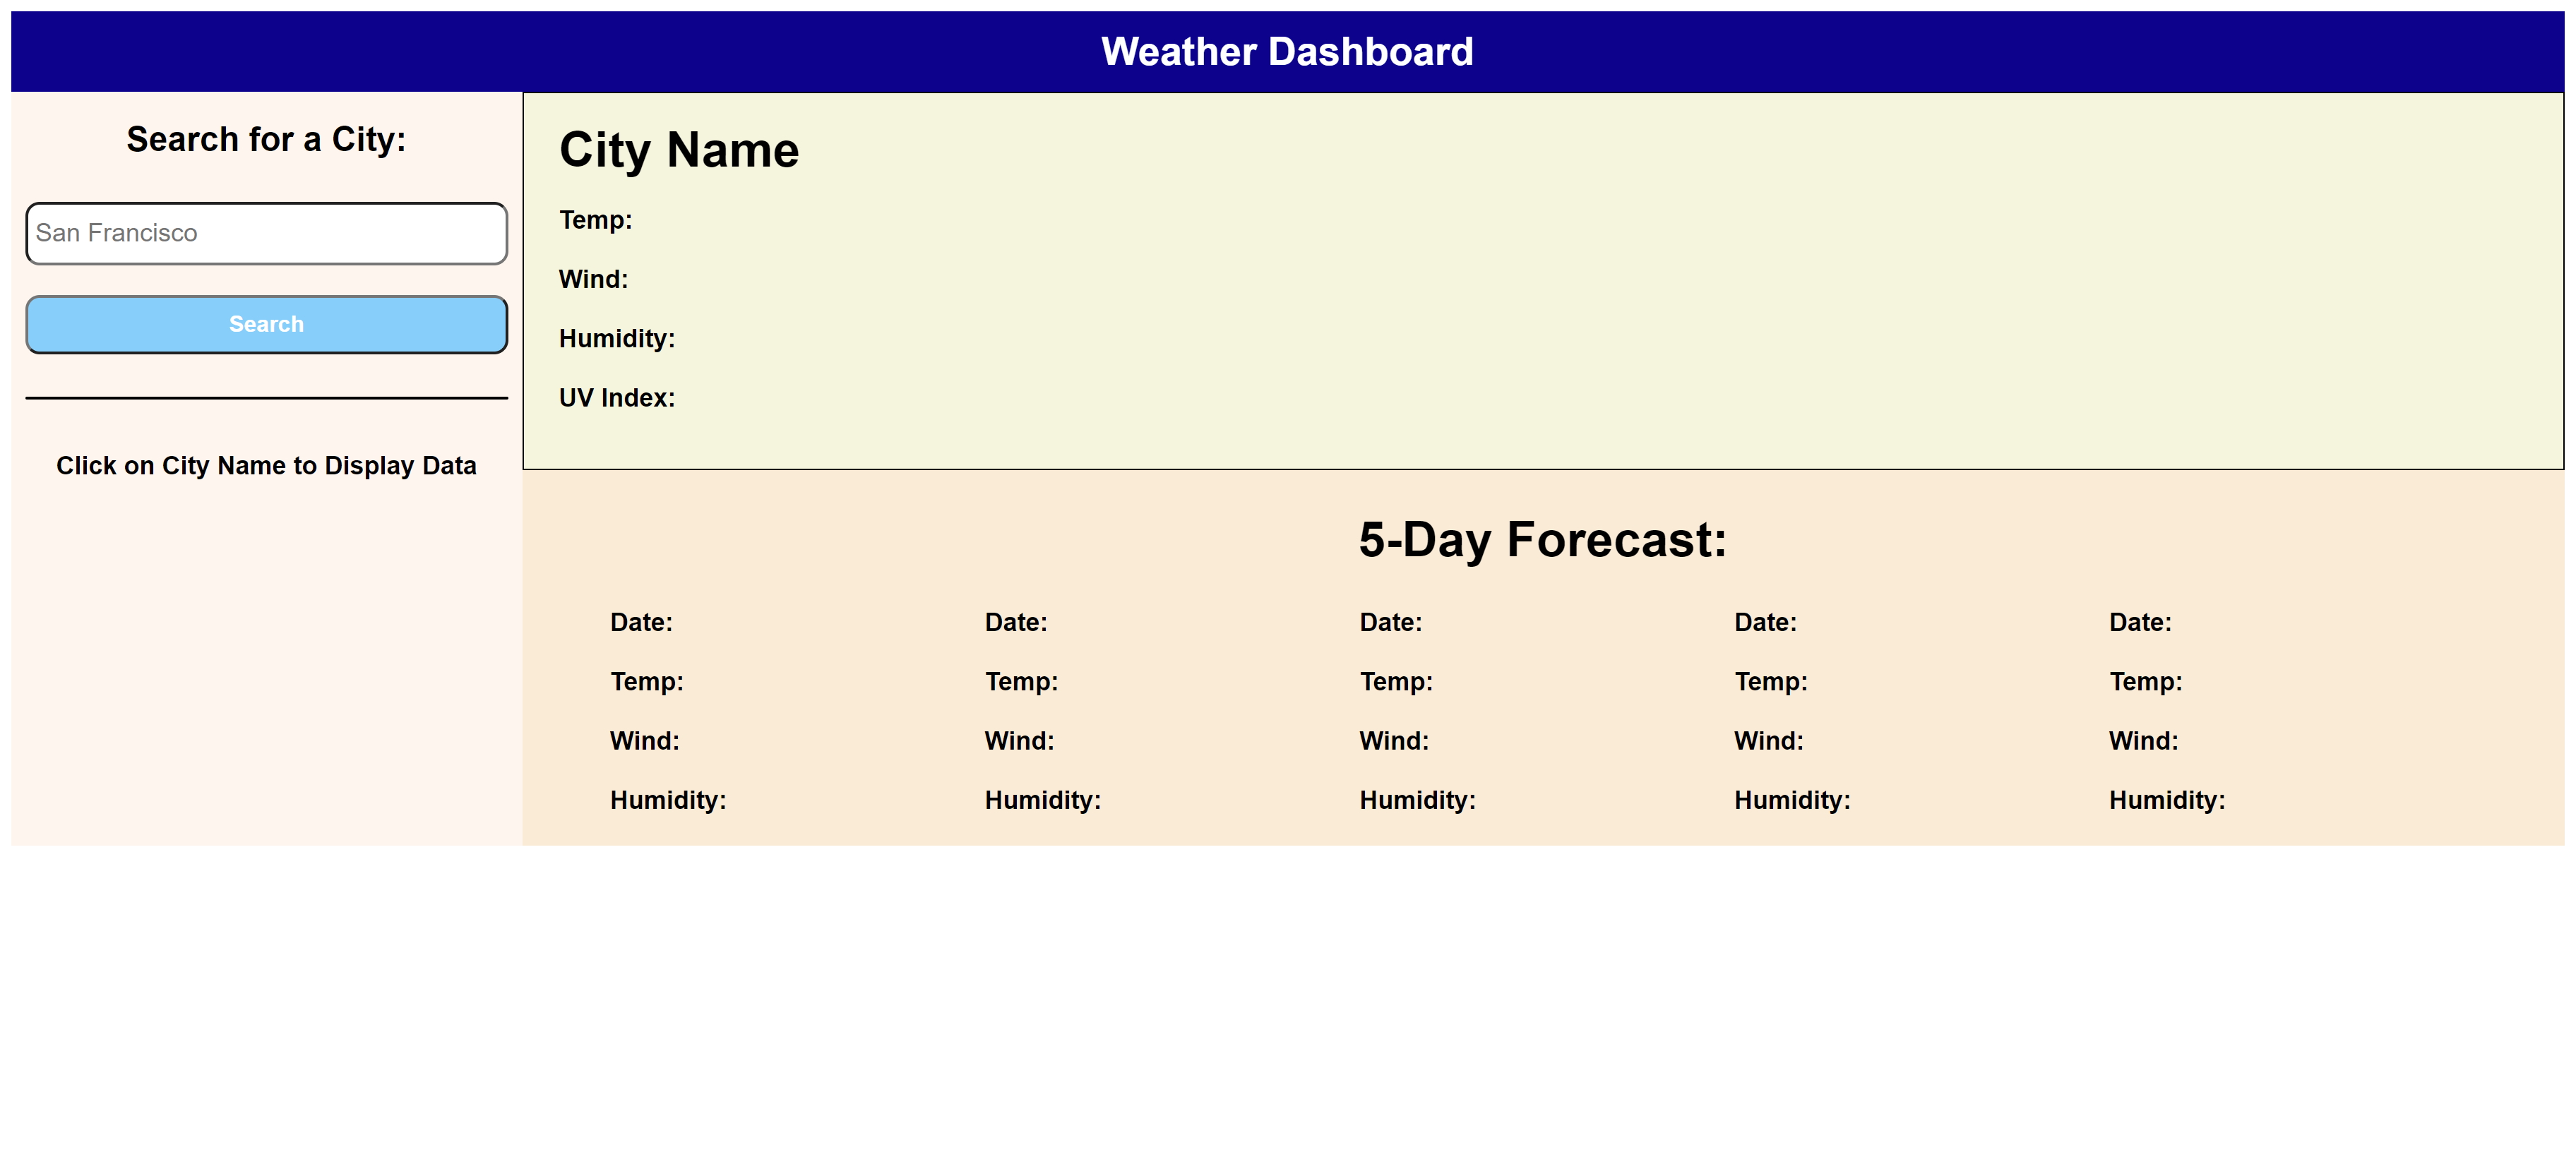 Weather Dashboard
Search for a City:
San Francisco
Search
Click on City Name to Display Data
City Name
Temp:
Wind:
Humidity:
UV Index:
5-Day Forecast:
Date: Date: Date: Date: Date:
Temp: Temp: Temp: Temp: Temp:
Wind: Wind: Wind: Wind: Wind:
Humidity: Humidity: Humidity: Humidity: Humidity: